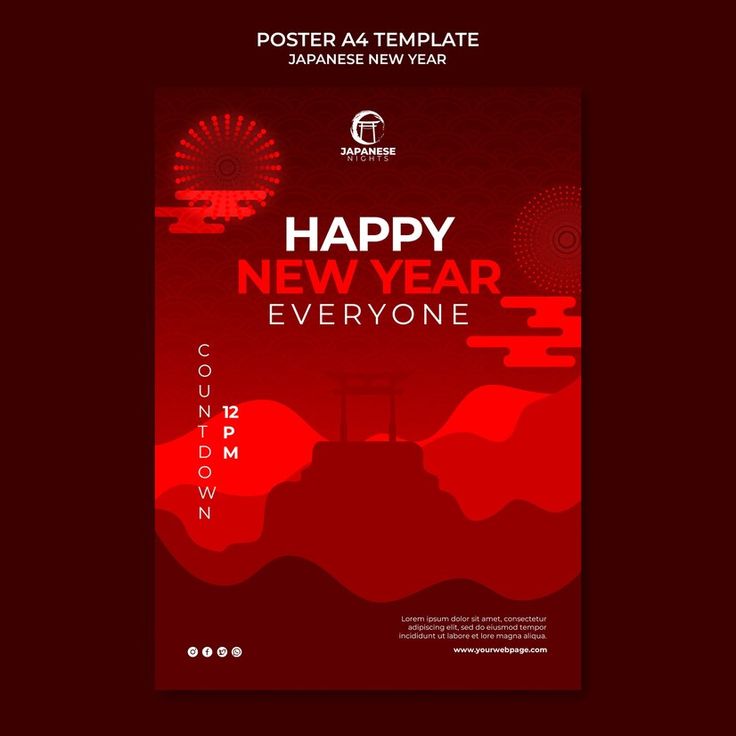 POSTER A4 TEMPLATE
JAPANESE NEW YEAR
JAPANESE
NIGHTS
HAPPY
NEW YEAR
EVERYONE
COUNTDOWN
12
P
M
Lorem ipsum dolor sit amet, consectetur
adipiscing elit, sed do eiusmod tempor
incididunt ut labore et lore magna aliqua.
www.yourwebpage.com